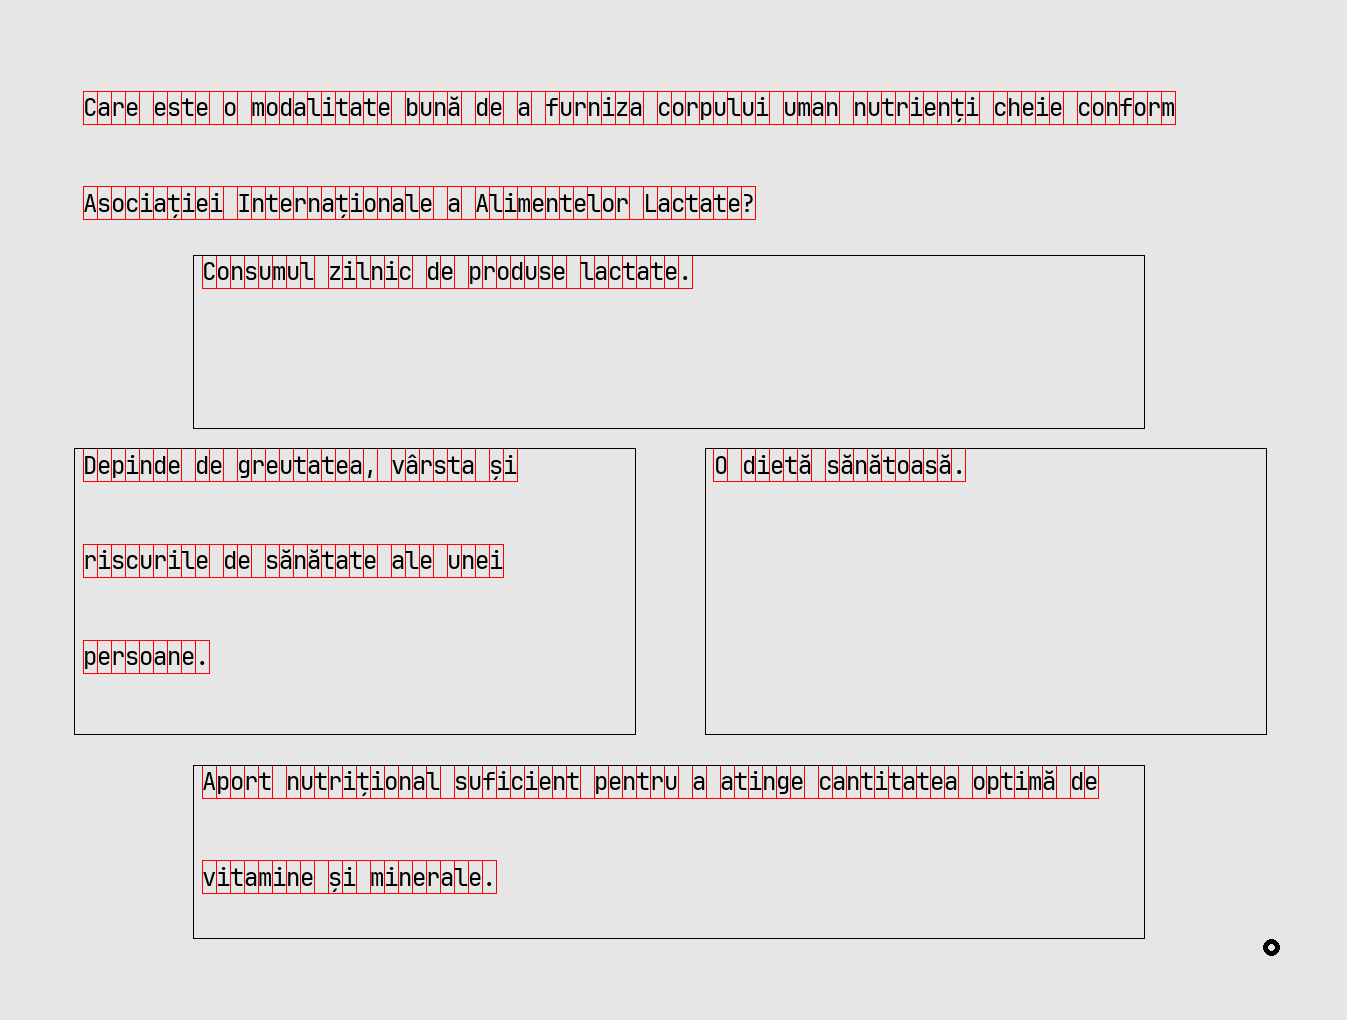 Care este o modalitate bună de a furniza corpului uman nutrienți cheie conform
Asociației Internaționale a Alimentelor Lactate?
Consumul zilnic de produse lactate.
Depinde de greutatea, vârsta și
riscurile de sănătate ale unei
persoane.
O dietă sănătoasă.
Aport nutrițional suficient pentru a atinge cantitatea optimă de
vitamine și minerale.